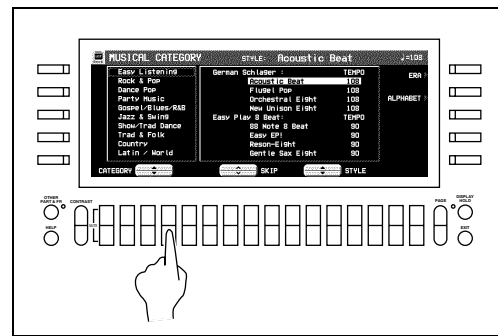 MUSICAL CATEGORY STYLE: Acoustic Beat ♩=108
Easy Listening
Rock & Pop
Dance Pop
Party Music
Gospel/Blues/R&B
Jazz & Swing
Show/Trad Dance
Trad & Folk
Country
Latin / World
German Schlager : TEMPO
Acoustic Beat 108
Flugel Pop 108
Orchestral Eight 108
New Unison Eight 108
Easy Play 8 Beat: TEMPO
88 Note 8 Beat 90
Easy EP! 90
Reson-Eight 90
Gentle Sax Eight 90
ERA
ALPHABET
CATEGORY SKIP STYLE
OTHER PART & FR
CONTRAST
HELP
MUTE
PAGE
DISPLAY HOLD
EXIT